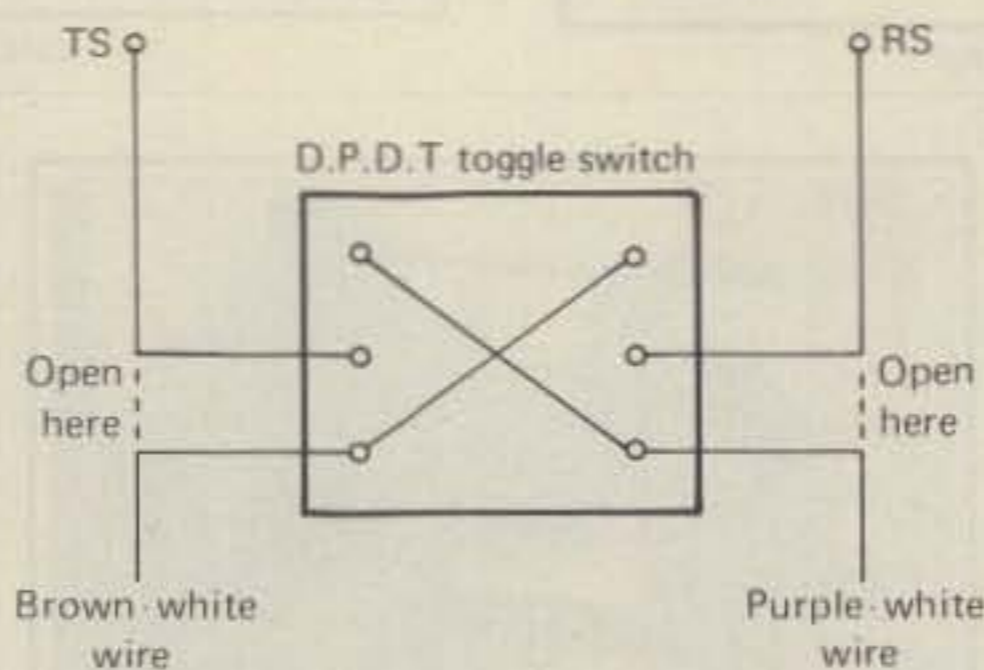 TS
RS
D.P.D.T toggle switch
Open
here
Open
here
Brown-white
wire
Purple-white
wire